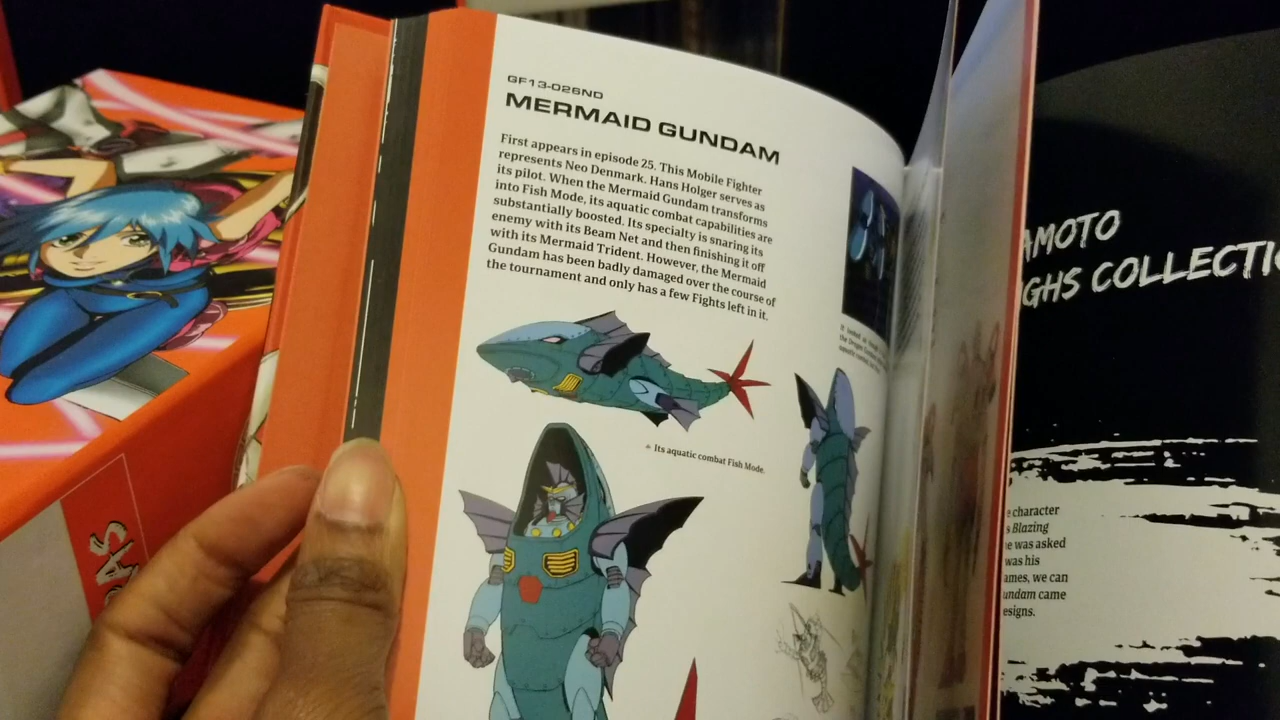 GF13-026ND
MERMAID GUNDAM
First appears in episode 25. This Mobile Fighter
represents Neo Denmark. Hans Holger serves as
its pilot. When the Mermaid Gundam transforms
into Fish Mode, its aquatic combat capabilities are
substantially boosted. Its specialty is snaring its
enemy with its Beam Net and then finishing it off
with its Mermaid Trident. However, the Mermaid
Gundam has been badly damaged over the course of
the tournament and only has a few Fights left in it.
Its aquatic combat Fish Mode.
AMOTO
GHS COLLECTIO
e character
s Blazing
e was asked
was his
ames, we can
undam came
esigns.